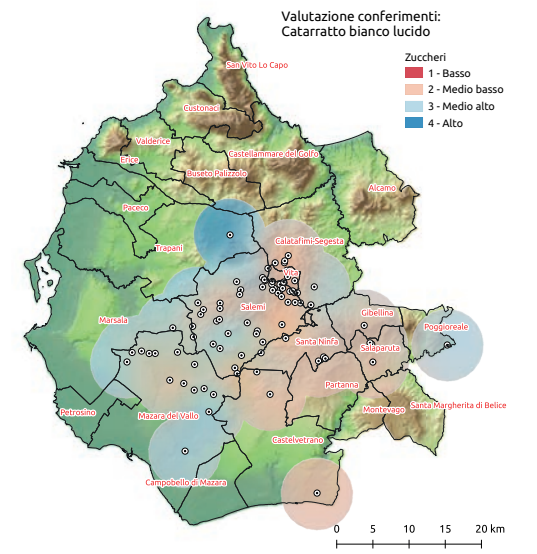 Valutazione conferimenti:
Catarratto bianco lucido
Zuccheri
1 - Basso
2 - Medio basso
3 - Medio alto
4 - Alto
San Vito Lo Capo
Custonaci
Valderice
Erice
Castellammare del Golfo
Buseto Palizzolo
Alcamo
Paceco
Trapani
Calatafimi-Segesta
Vita
Salemi
Marsala
Gibellina
Poggioreale
Santa Ninfa
Salaparuta
Partanna
Petrosino
Mazara del Vallo
Montevago
Santa Margherita di Belice
Castelvetrano
Campobello di Mazara
0 5 10 15 20 km